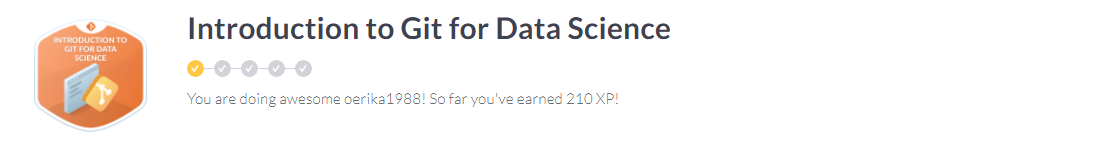 INTRODUCTION TO
GIT FOR DATA
SCIENCE
Introduction to Git for Data Science
You are doing awesome oerika1988! So far you've earned 210 XP!